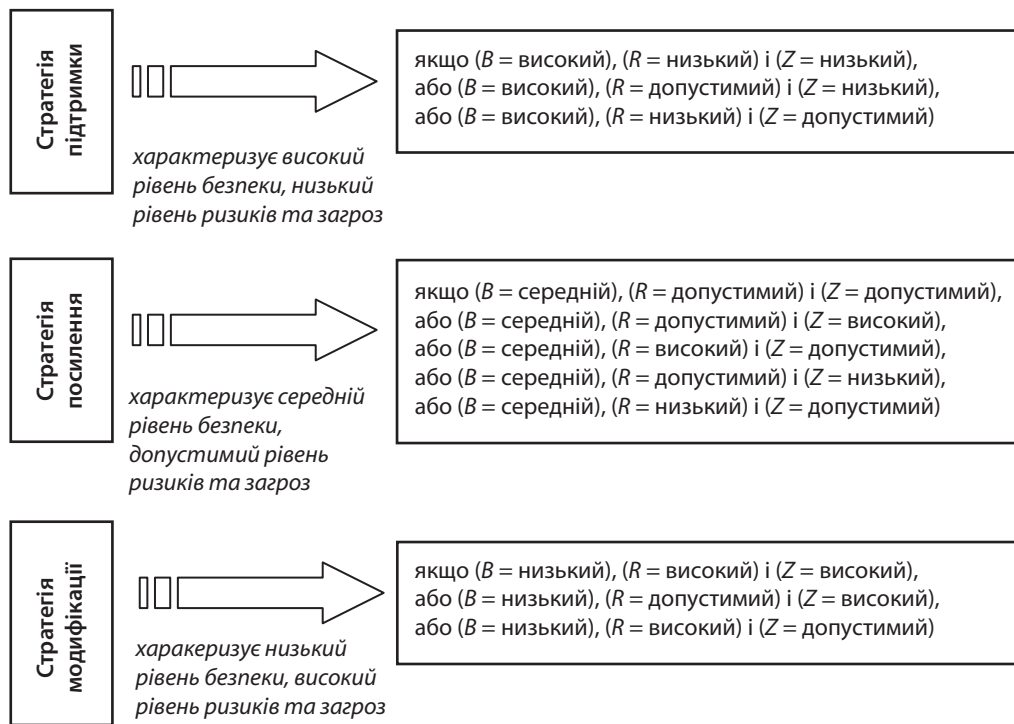 Стратегія
підтримки
характеризує високий
рівень безпеки, низький
рівень ризиків та загроз
якщо (B = високий), (R = низький) і (Z = низький),
або (B = високий), (R = допустимий) і (Z = низький),
або (B = високий), (R = низький) і (Z = допустимий)
Стратегія
посилення
характеризує середній
рівень безпеки,
допустимий рівень
ризиків та загроз
якщо (B = середній), (R = допустимий) і (Z = допустимий),
або (B = середній), (R = допустимий) і (Z = високий),
або (B = середній), (R = високий) і (Z = допустимий),
або (B = середній), (R = допустимий) і (Z = низький),
або (B = середній), (R = низький) і (Z = допустимий)
Стратегія
модифікації
харакеризує низький
рівень безпеки, високий
рівень ризиків та загроз
якщо (B = низький), (R = високий) і (Z = високий),
або (B = низький), (R = допустимий) і (Z = високий),
або (B = низький), (R = високий) і (Z = допустимий)